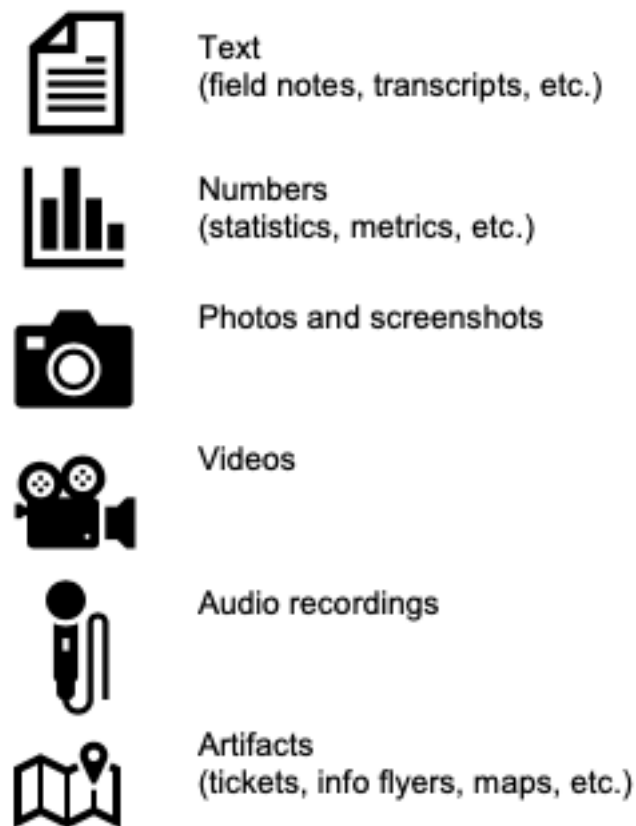 Text
(field notes, transcripts, etc.)
Numbers
(statistics, metrics, etc.)
Photos and screenshots
Videos
Audio recordings
Artifacts
(tickets, info flyers, maps, etc.)